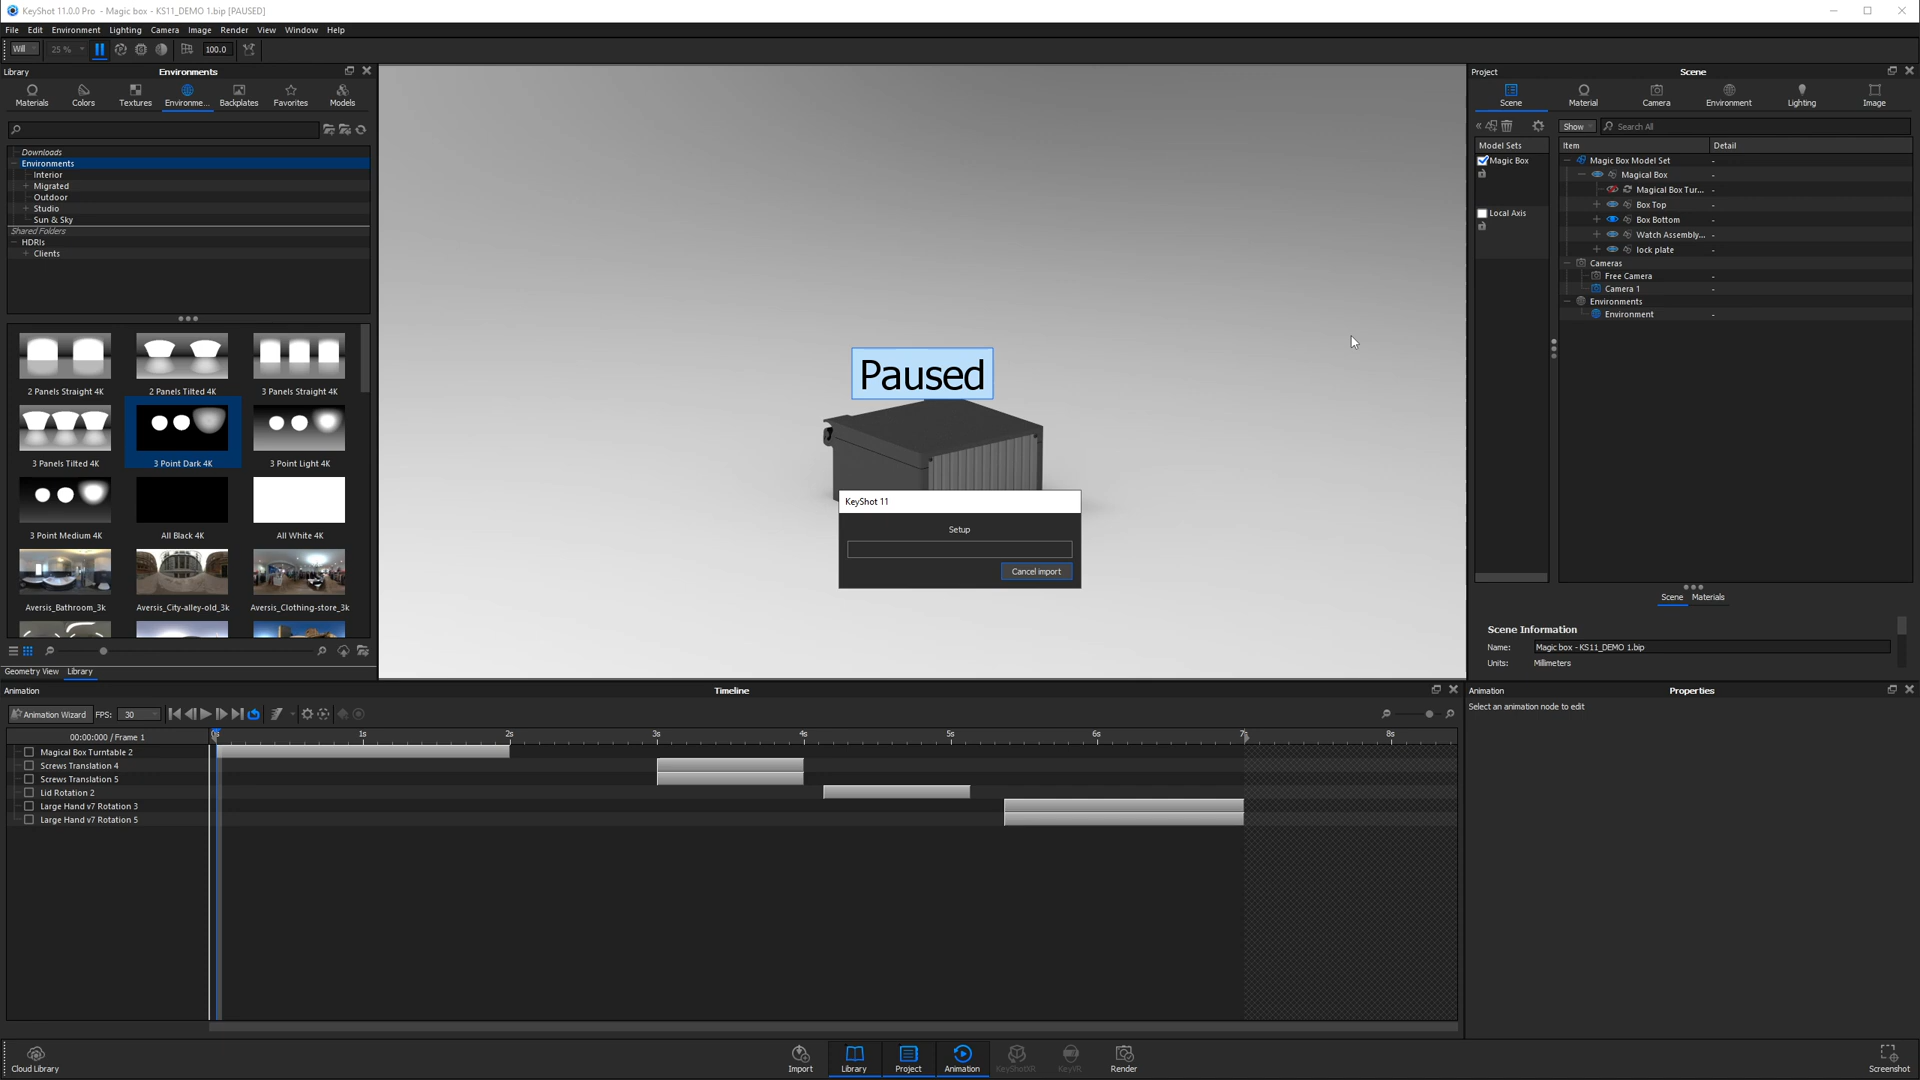 KeyShot 11.0.0 Pro - Magic box - KS11_DEMO 1.bip [PAUSED]
File Edit Environment Lighting Camera Image Render View Window Help
Will 25 % 100.0
Library Environments
Materials Colors Textures Environme... Backplates Favorites Models
Downloads
Environments
Interior
Migrated
Outdoor
Studio
Sun & Sky
Shared Folders
HDRIs
Clients
2 Panels Straight 4K 2 Panels Tilted 4K 3 Panels Straight 4K
3 Panels Tilted 4K 3 Point Dark 4K 3 Point Light 4K
3 Point Medium 4K All Black 4K All White 4K
Aversis_Bathroom_3k Aversis_City-alley-old_3k Aversis_Clothing-store_3k
Geometry View Library
Paused
KeyShot 11
Setup
Cancel import
Project Scene
Scene Material Camera Environment Lighting Image
Show Search All
Model Sets
Magic Box
Local Axis
Item Detail
Magic Box Model Set -
Magical Box -
Magical Box Tur... -
Box Top -
Box Bottom -
Watch Assembly... -
lock plate -
Cameras
Free Camera -
Camera 1 -
Environments
Environment -
Scene Materials
Scene Information
Name: Magic box - KS11_DEMO 1.bip
Units: Millimeters
Animation Timeline
Animation Wizard FPS: 30
00:00:000 / Frame 1
0s 1s 2s 3s 4s 5s 6s 7s 8s
Magical Box Turntable 2
Screws Translation 4
Screws Translation 5
Lid Rotation 2
Large Hand v7 Rotation 3
Large Hand v7 Rotation 5
Animation Properties
Select an animation node to edit
Cloud Library Import Library Project Animation KeyShotXR KeyVR Render Screenshot